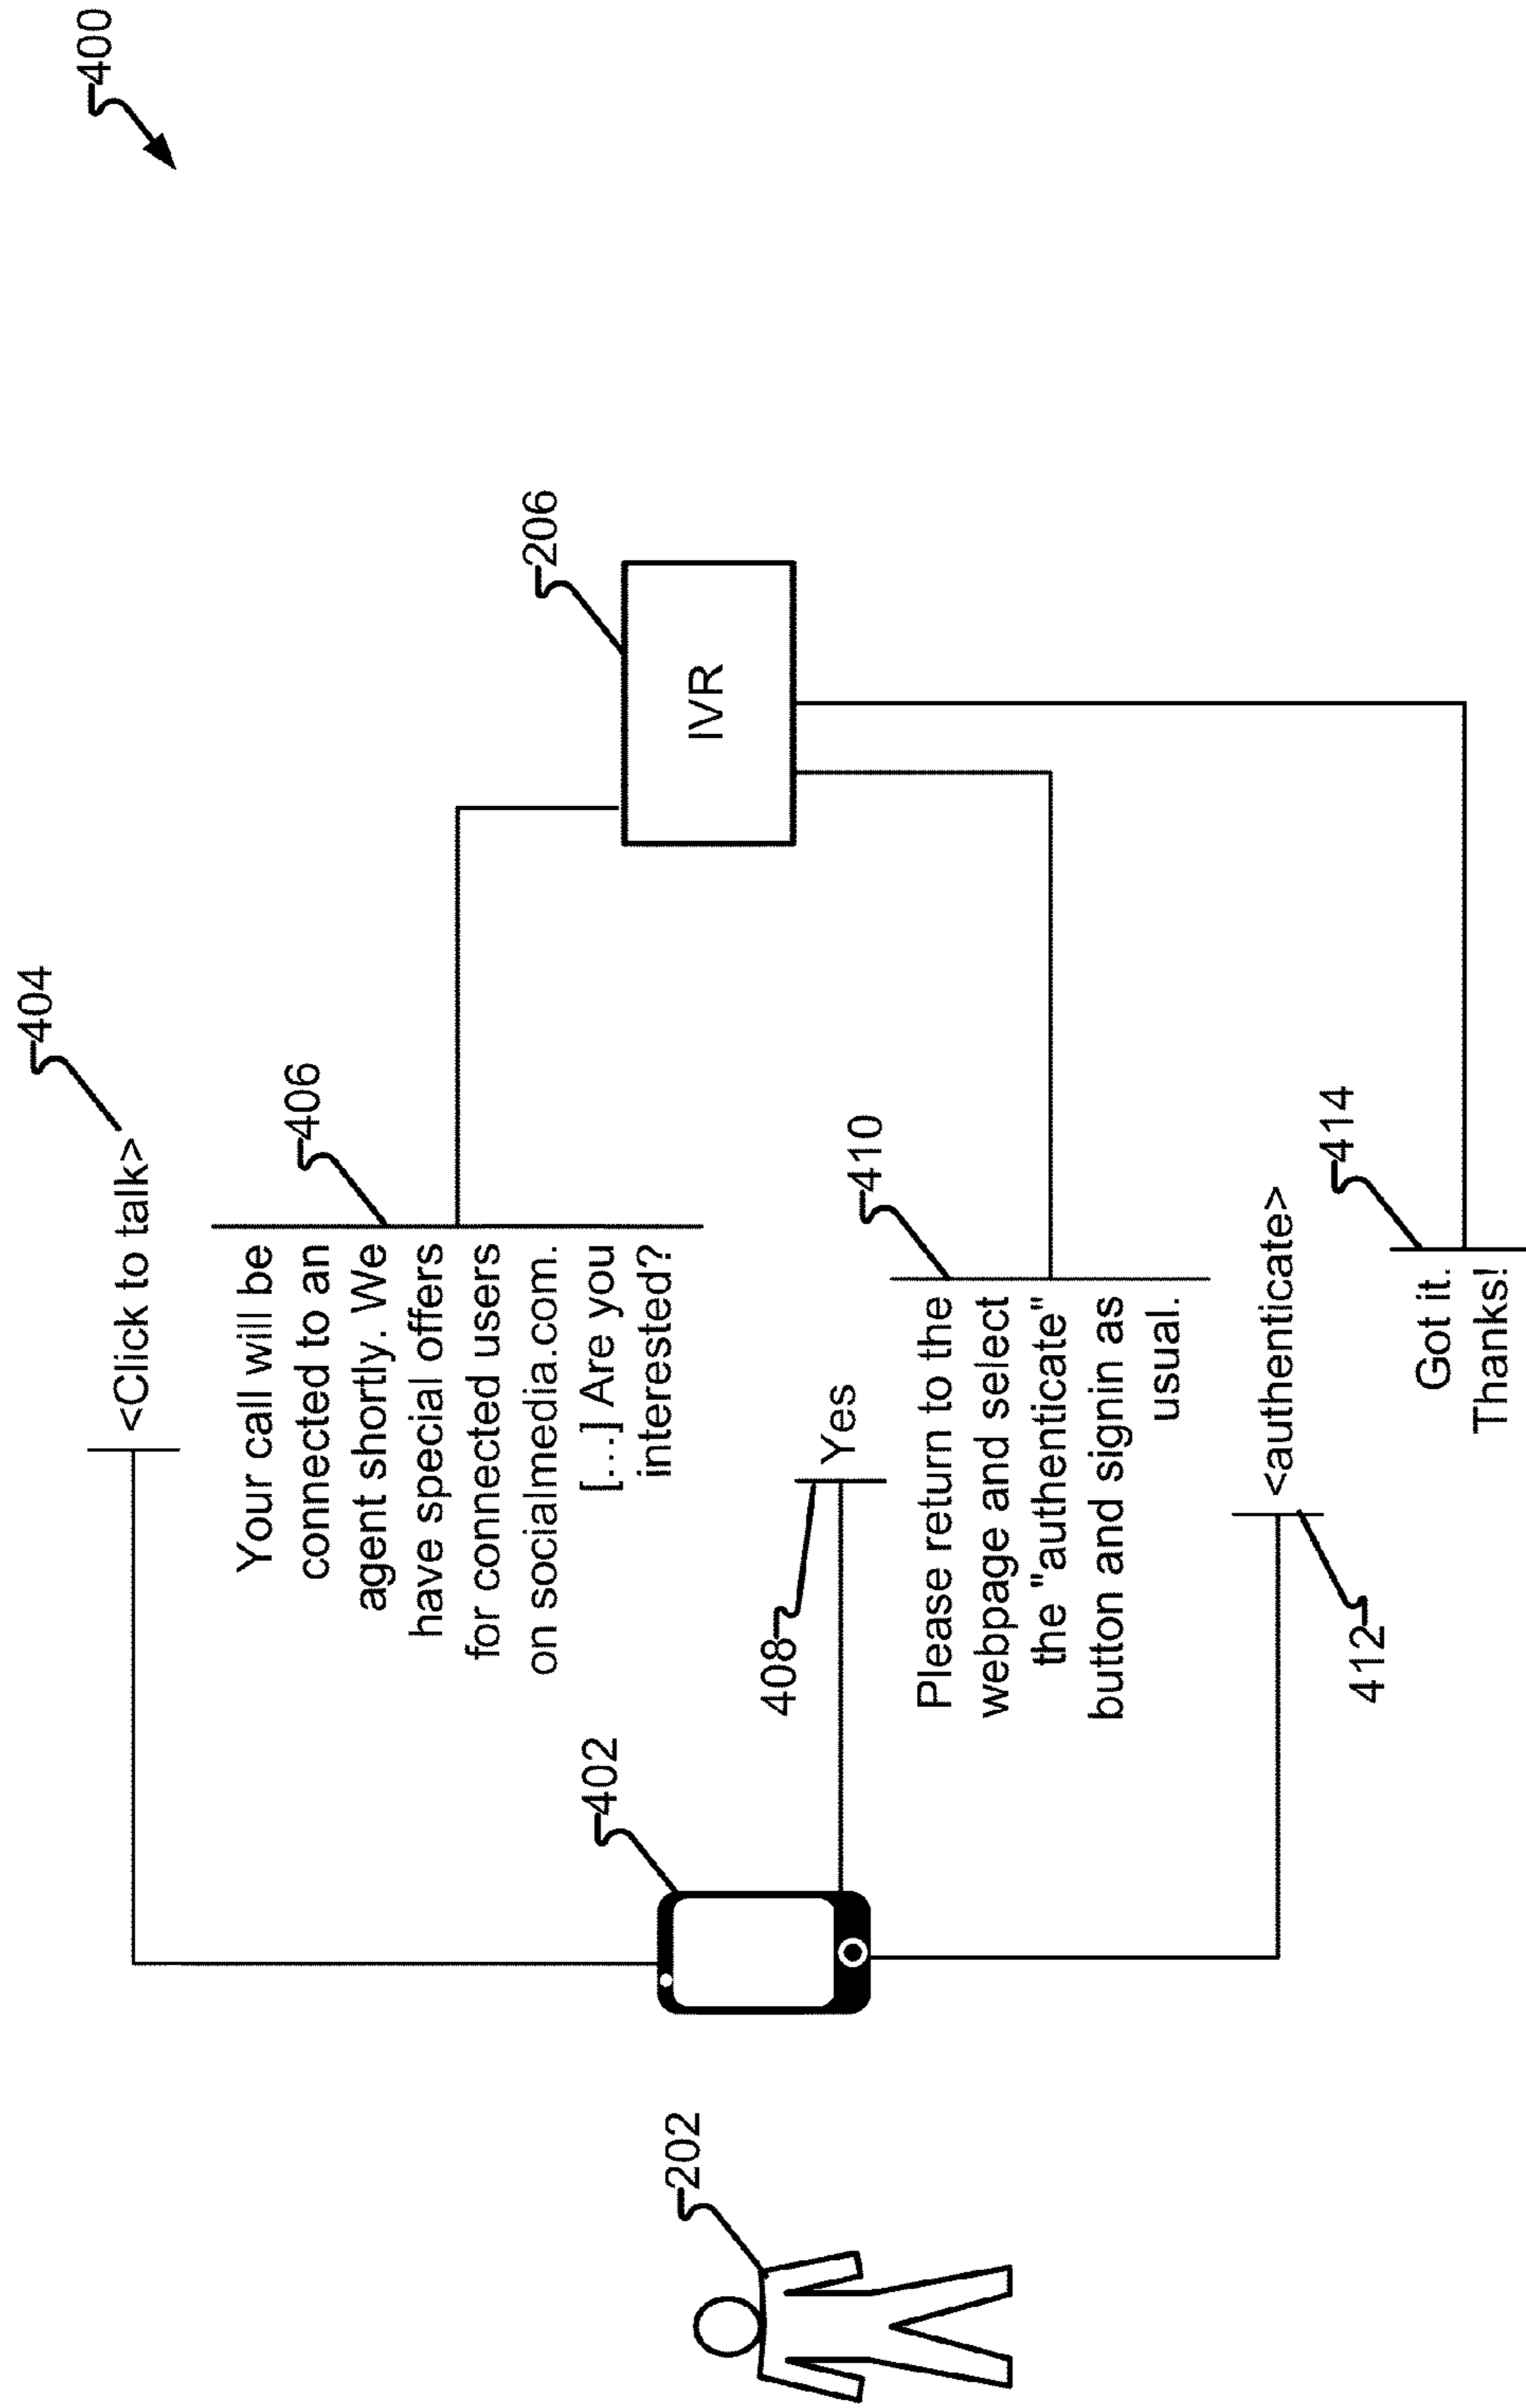 400
404
<Click to talk>
406
Your call will be
connected to an
agent shortly. We
have special offers
for connected users
on socialmedia.com.
[...] Are you
interested?
206
IVR
402
202
408
Yes
410
Please return to the
webpage and select
the "authenticate"
button and signin as
usual.
<authenticate>
412
414
Got it.
Thanks!